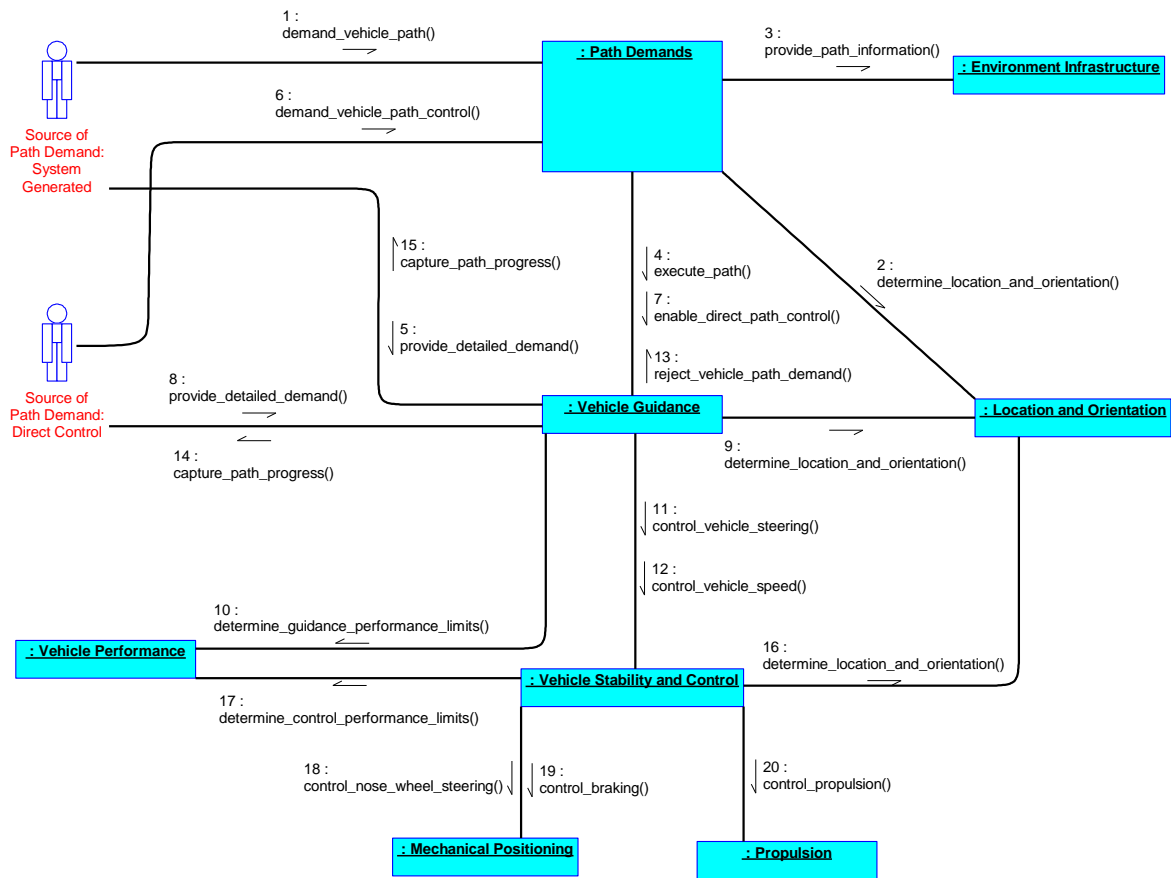 1 :
demand_vehicle_path()
: Path Demands
3 :
provide_path_information()
: Environment Infrastructure
6 :
demand_vehicle_path_control()
Source of
Path Demand:
System
Generated
15 :
capture_path_progress()
4 :
execute_path()
2 :
determine_location_and_orientation()
7 :
enable_direct_path_control()
5 :
provide_detailed_demand()
13 :
reject_vehicle_path_demand()
8 :
provide_detailed_demand()
Source of
Path Demand:
Direct Control
: Vehicle Guidance
: Location and Orientation
14 :
capture_path_progress()
9 :
determine_location_and_orientation()
11 :
control_vehicle_steering()
12 :
control_vehicle_speed()
10 :
determine_guidance_performance_limits()
: Vehicle Performance
16 :
determine_location_and_orientation()
: Vehicle Stability and Control
17 :
determine_control_performance_limits()
18 :
control_nose_wheel_steering()
19 :
control_braking()
20 :
control_propulsion()
: Mechanical Positioning
: Propulsion